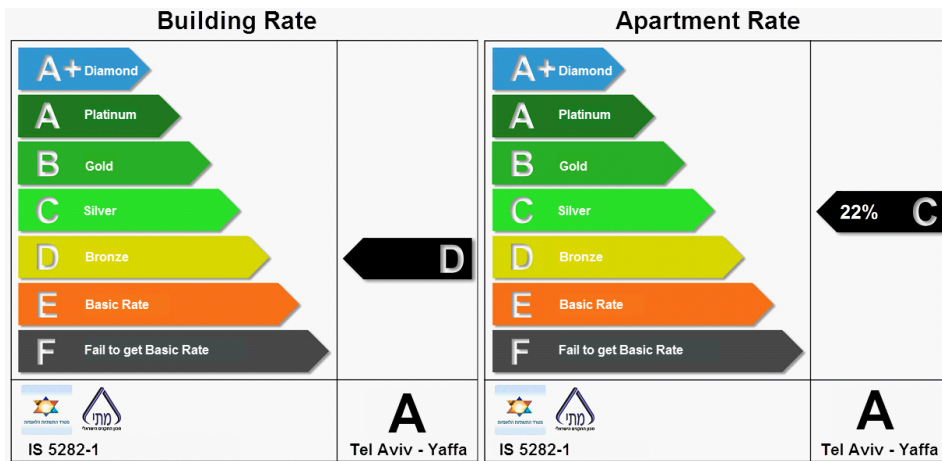 Building Rate
A+ Diamond
A Platinum
B Gold
C Silver
D Bronze
E Basic Rate
F Fail to get Basic Rate
D
מתי
IS 5282-1
A
Tel Aviv - Yaffa
Apartment Rate
A+ Diamond
A Platinum
B Gold
C Silver
D Bronze
E Basic Rate
F Fail to get Basic Rate
22% C
מתי
IS 5282-1
A
Tel Aviv - Yaffa